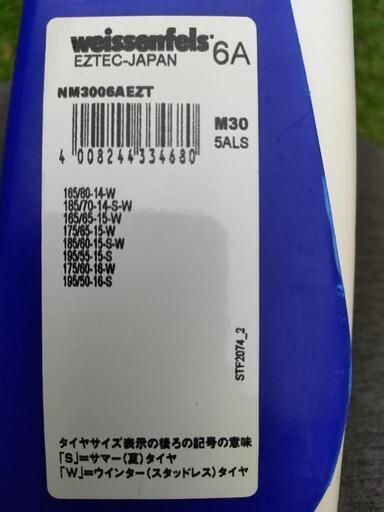 weissenfels 6A
EZTEC-JAPAN
NM3006AEZT
M30
5ALS
4 008244 334680
165/80-14-W
185/70-14-S-W
165/65-15-W
175/65-15-W
185/60-15-S-W
195/55-15-S
175/60-16-W
195/50-16-S
STF2074_2
タイヤサイズ表示の後ろの記号の意味
「S」=サマー(夏)タイヤ
「W」=ウインター(スタッドレス)タイヤ